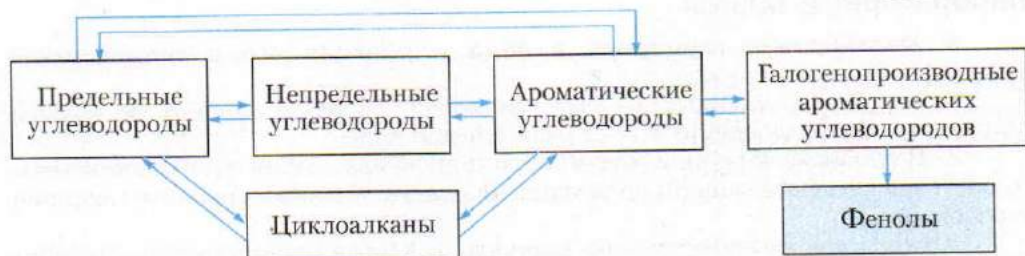 Предельные
углеводороды
Непредельные
углеводороды
Ароматические
углеводороды
Галогенопроизводные
ароматических
углеводородов
Циклоалканы
Фенолы